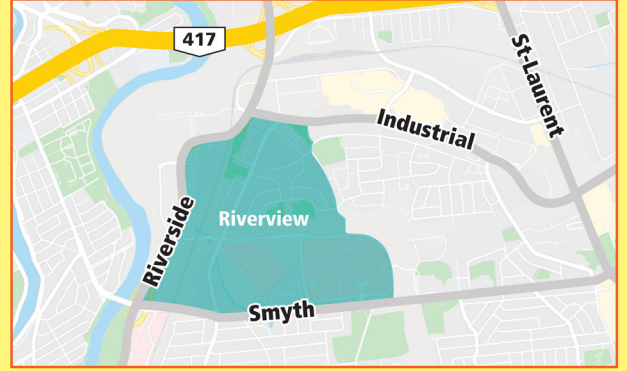 417
St-Laurent
Industrial
Riverside
Riverview
Smyth